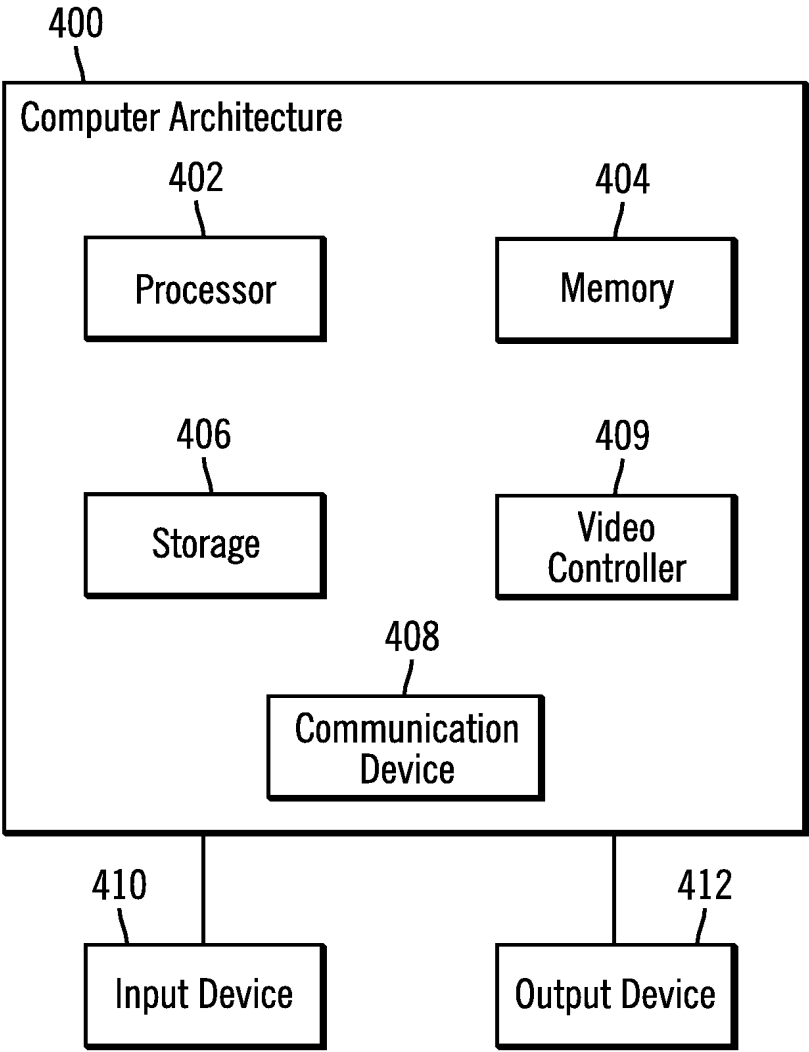 400
Computer Architecture
402
404
Processor
Memory
406
409
Storage
Video
Controller
408
Communication
Device
410
412
Input Device
Output Device